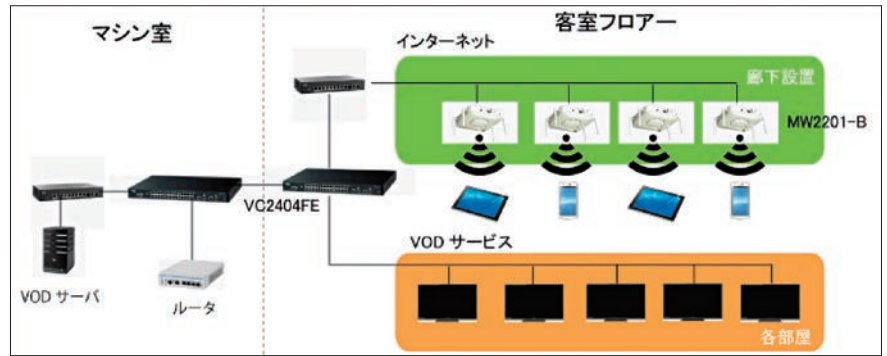 マシン室
客室フロアー
インターネット
廊下設置
MW2201-B
VC2404FE
VOD サービス
VOD サーバ
ルータ
各部屋